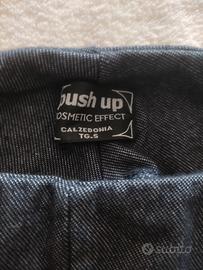 push up
COSMETIC EFFECT
CALZEDONIA
TG.S
subito